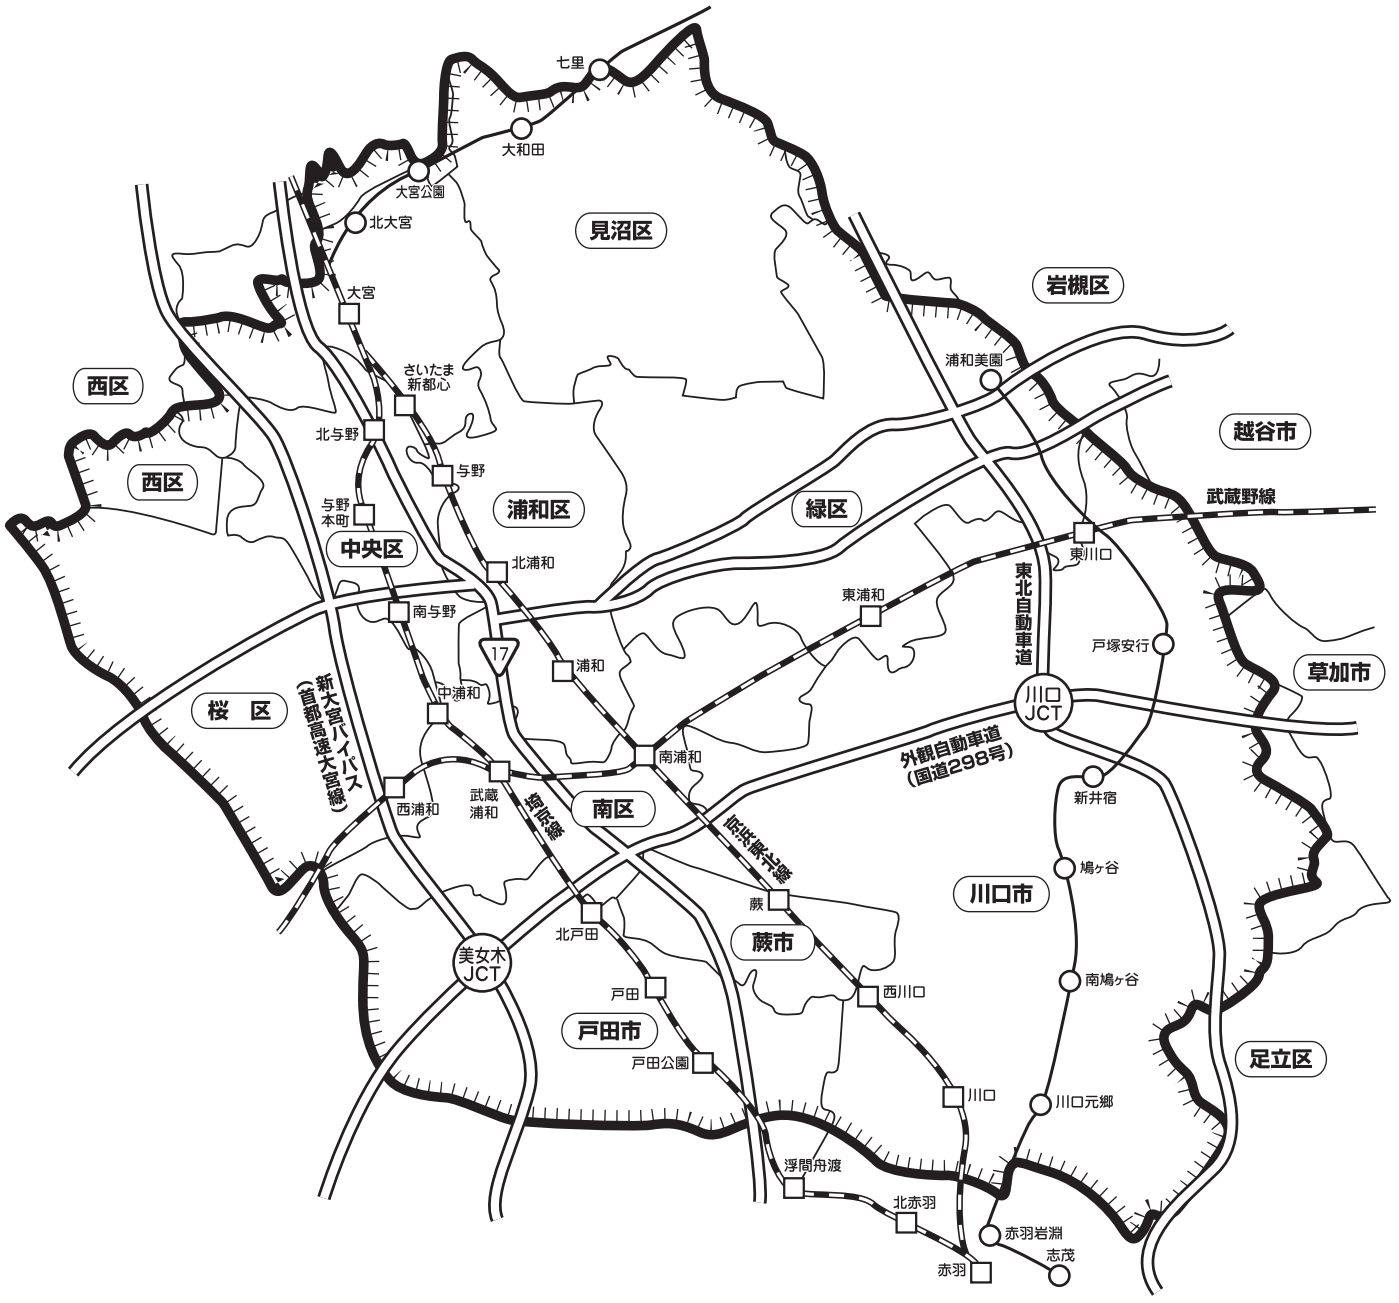 七里
大和田
大宮公園
北大宮
見沼区
岩槻区
大宮
浦和美園
さいたま
新都心
西区
越谷市
北与野
与野
西区
武蔵野線
与野
本町
浦和区
緑区
中央区
北浦和
東川口
東北自動車道
東浦和
南与野
戸塚安行
17
浦和
草加市
中浦和
桜　区
新大宮バイパス
(首都高速大宮線)
川口
JCT
外観自動車道
(国道298号)
南浦和
西浦和
武蔵
浦和
埼京線
南区
新井宿
京浜東北線
鳩ヶ谷
川口市
蕨
北戸田
蕨市
美女木
JCT
戸田
西川口
南鳩ヶ谷
戸田市
足立区
戸田公園
川口
川口元郷
浮間舟渡
北赤羽
赤羽岩淵
志茂
赤羽